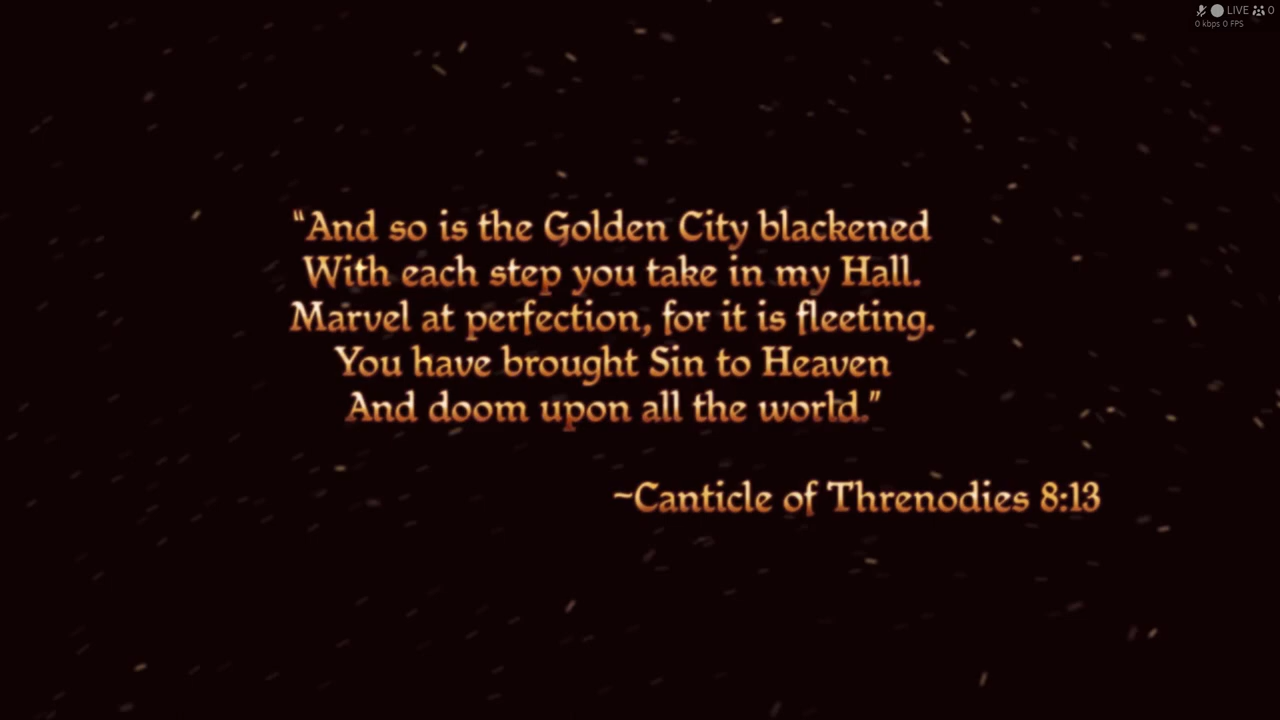 LIVE 0
0 kbps 0 FPS
“And so is the Golden City blackened
With each step you take in my Hall.
Marvel at perfection, for it is fleeting.
You have brought Sin to Heaven
And doom upon all the world.”
~Canticle of Threnodies 8:13